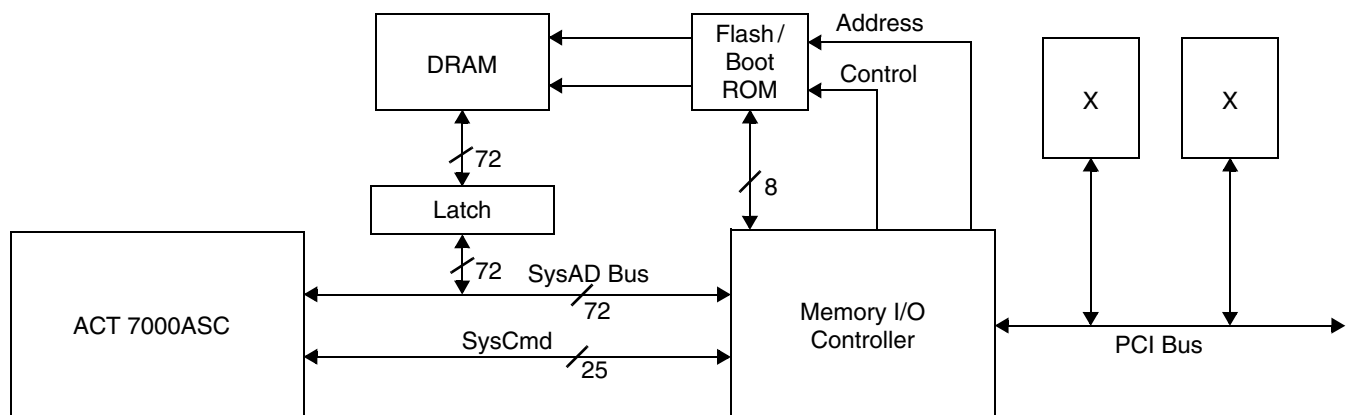 DRAM
Flash/
Boot
ROM
Address
Control
X
X
72
8
Latch
72
SysAD Bus
72
ACT 7000ASC
SysCmd
25
Memory I/O
Controller
PCI Bus